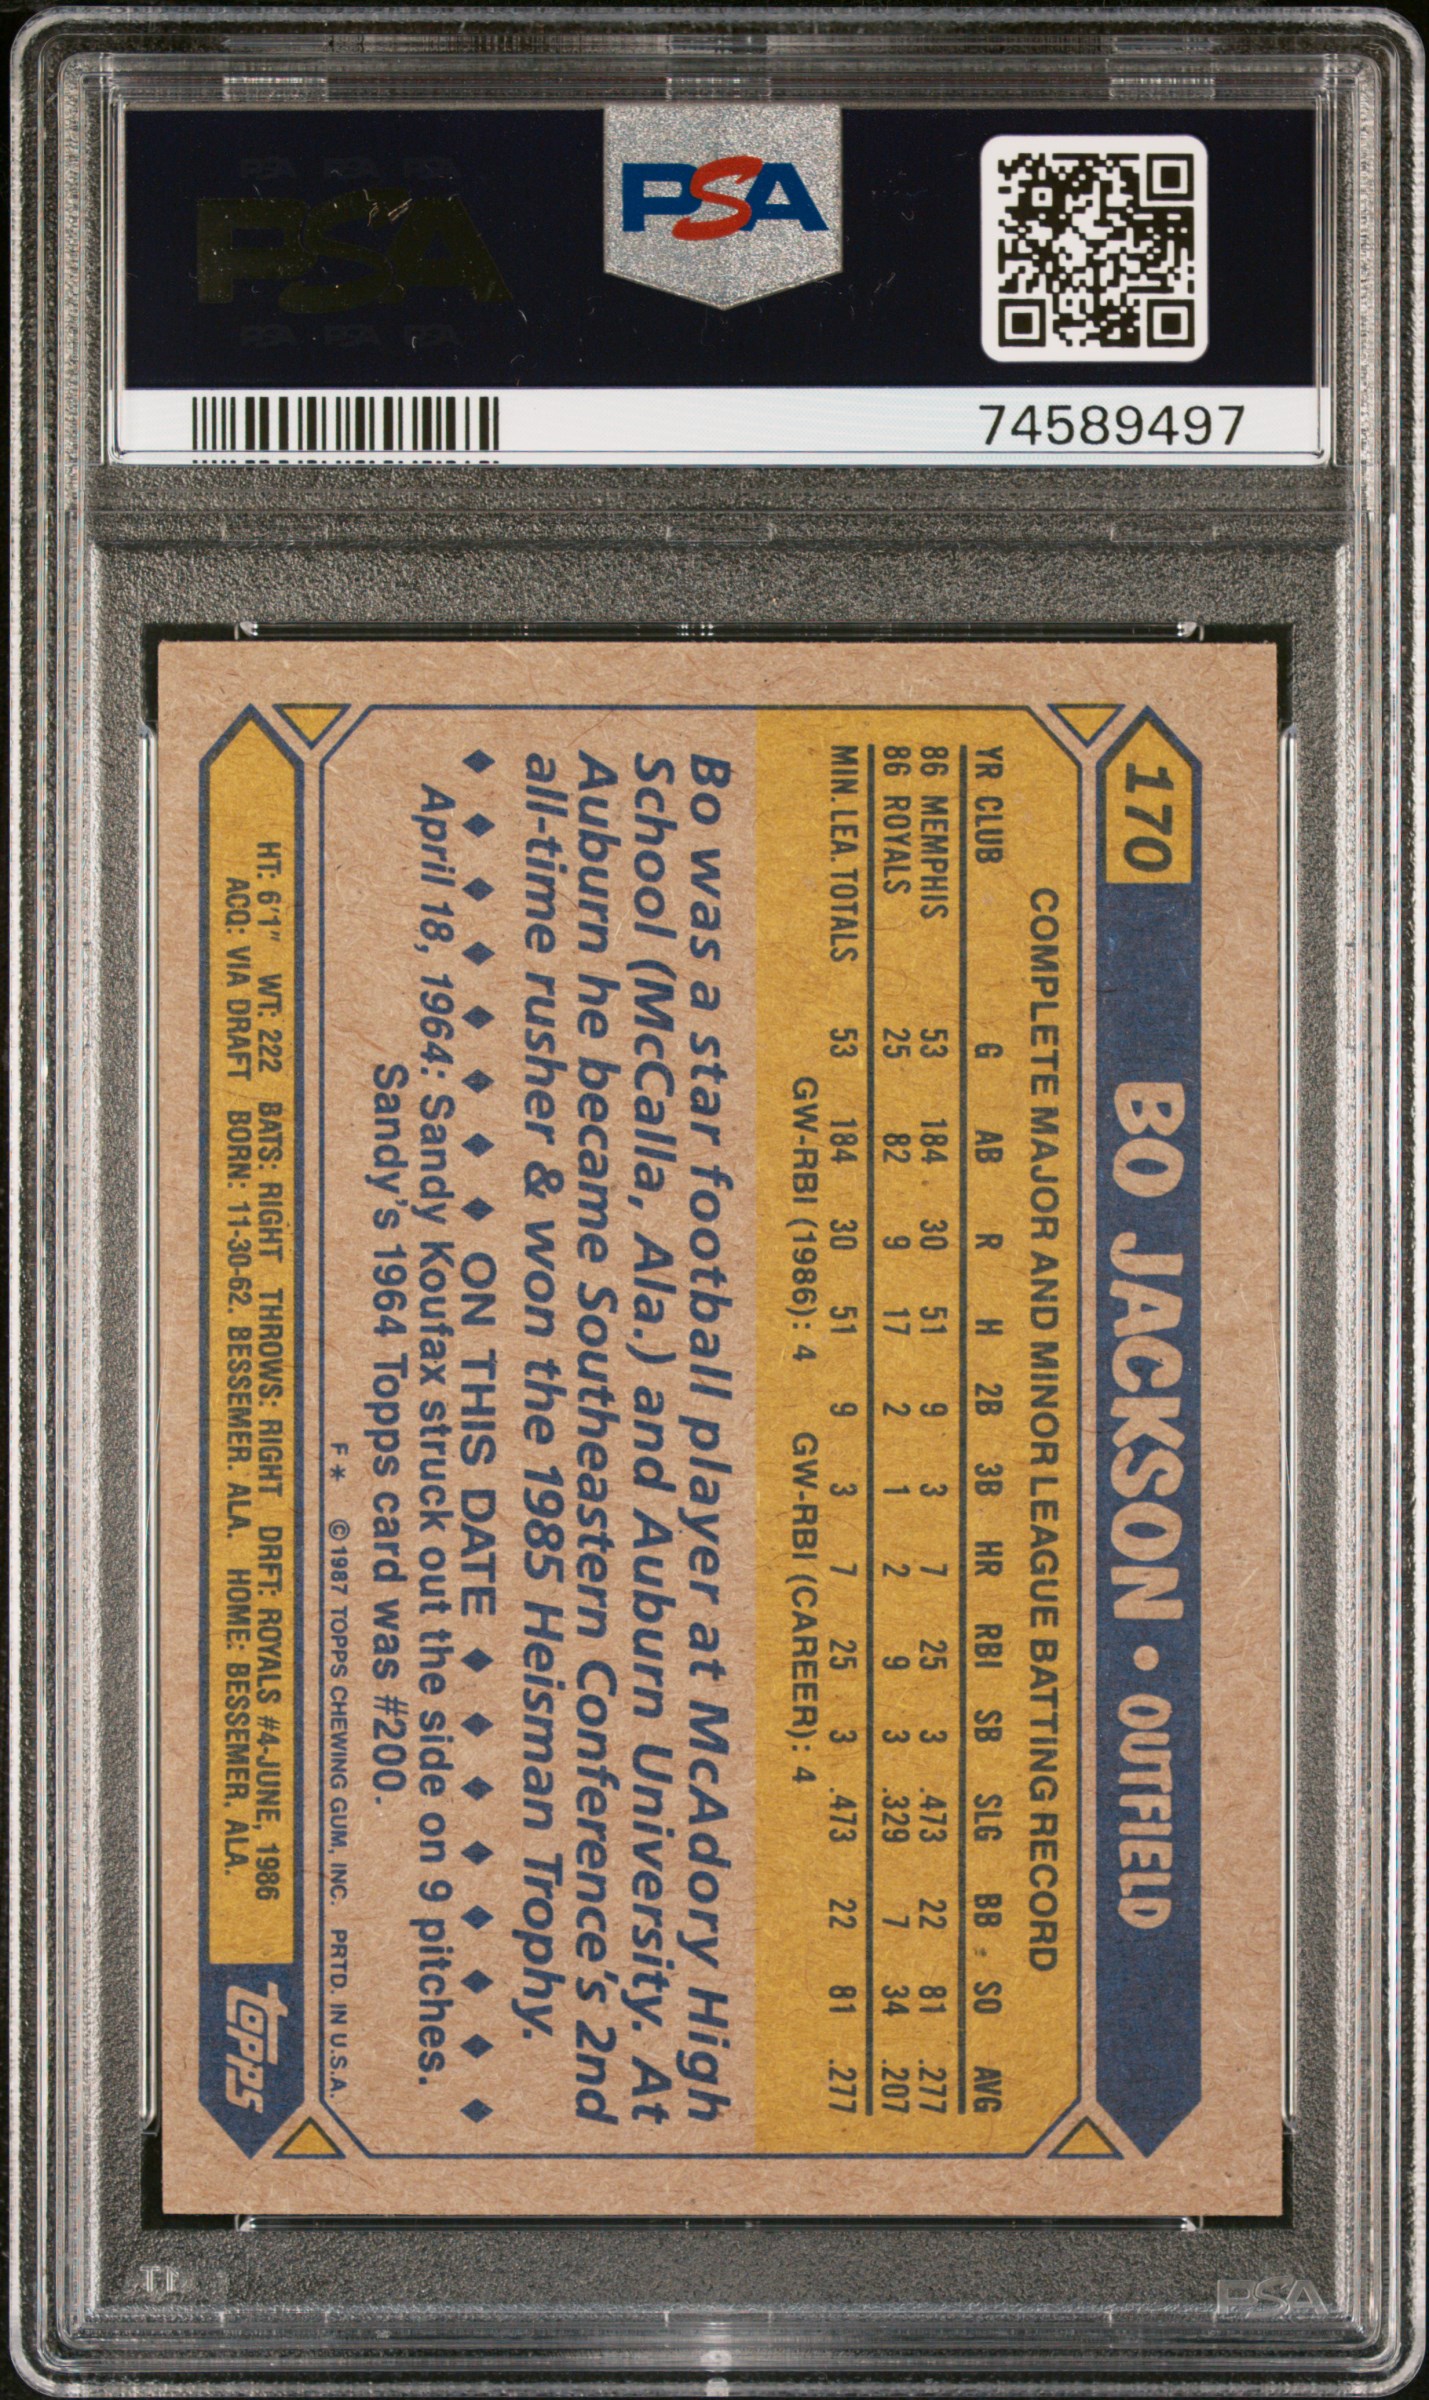 PSA PSA PSA
PSA
PSA PSA PSA
PSA
74589497
170 BO JACKSON • OUTFIELD
COMPLETE MAJOR AND MINOR LEAGUE BATTING RECORD
YR CLUB G AB R H 2B 3B HR RBI SB SLG BB SO AVG
86 MEMPHIS 53 184 30 51 9 3 7 25 3 .473 22 81 .277
86 ROYALS 25 82 9 17 2 1 2 9 3 .329 7 34 .207
MIN. LEA. TOTALS 53 184 30 51 9 3 7 25 3 .473 22 81 .277
GW-RBI (1986): 4 GW-RBI (CAREER): 4
Bo was a star football player at McAdory High
School (McCalla, Ala.) and Auburn University. At
Auburn he became Southeastern Conference's 2nd
all-time rusher & won the 1985 Heisman Trophy.
◆ ◆ ◆ ◆ ◆ ◆ ◆ ◆ ON THIS DATE ◆ ◆ ◆ ◆ ◆ ◆ ◆ ◆
April 18, 1964: Sandy Koufax struck out the side on 9 pitches.
Sandy's 1964 Topps card was #200.
F* ©1987 TOPPS CHEWING GUM, INC. PRTD. IN U.S.A.
HT: 6'1" WT: 222 BATS: RIGHT THROWS: RIGHT DRFT: ROYALS #4-JUNE, 1986
ACQ: VIA DRAFT BORN: 11-30-62. BESSEMER. ALA. HOME: BESSEMER. ALA.
topps
PSA